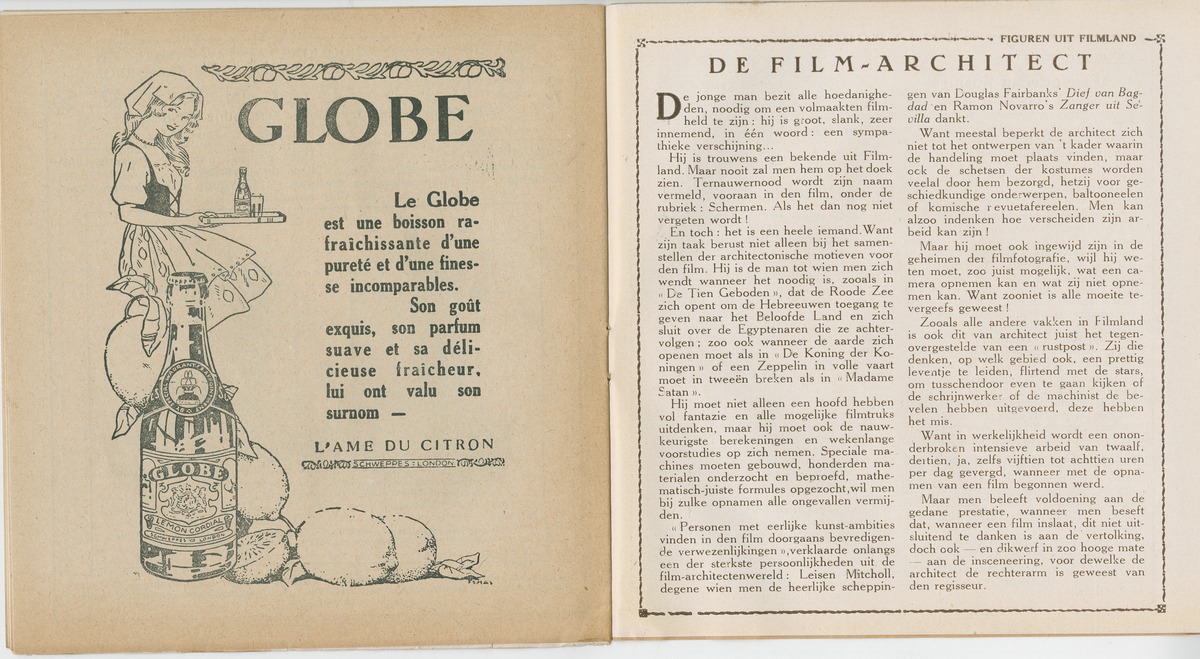 GLOBE
Le Globe
est une boisson ra-
fraîchissante d'une
pureté et d'une fines-
se incomparables.
Son goût
exquis, son parfum
suave et sa déli-
cieuse fraîcheur,
lui ont valu son
surnom —
L'AME DU CITRON
SCHWEPPES : LONDON
GLOBE
LEMON CORDIAL
SCHWEPPES LONDON
FIGUREN UIT FILMLAND
DE FILM-ARCHITECT
De jonge man bezit alle hoedanighe-
den, noodig om een volmaakten film-
held te zijn : hij is groot, slank, zeer
innemend, in één woord : een sympa-
thieke verschijning...
Hij is trouwens een bekende uit Film-
land. Maar nooit zal men hem op het doek
zien. Ternauwernood wordt zijn naam
vermeld, vooraan in den film, onder de
rubriek : Schermen. Als het dan nog niet
vergeten wordt !
En toch : het is een heele iemand. Want
zijn taak berust niet alleen bij het samen-
stellen der architectonische motieven voor
den film. Hij is de man tot wien men zich
wendt wanneer het noodig is, zooals in
« De Tien Geboden », dat de Roode Zee
zich opent om de Hebreeuwen toegang te
geven naar het Beloofde Land en zich
sluit over de Egyptenaren die ze achter-
volgen ; zoo ook wanneer de aarde zich
openen moet als in « De Koning der Ko-
ningen » of een Zeppelin in volle vaart
moet in tweeën breken als in « Madame
Satan ».
Hij moet niet alleen een hoofd hebben
vol fantazie en alle mogelijke filmtruks
uitdenken, maar hij moet ook de nauw-
keurigste berekeningen en wekenlange
voorstudies op zich nemen. Speciale ma-
chines moeten gebouwd, honderden ma-
terialen onderzocht en beproefd, mathe-
matisch-juiste formules opgezocht, wil men
bij zulke opnamen alle ongevallen vermij-
den.
« Personen met eerlijke kunst-ambities
vinden in den film doorgaans bevredigen-
de verwezenlijkingen », verklaarde onlangs
een der sterkste persoonlijkheden uit de
film-architectenwereld : Leisen Mitcholl,
degene wien men de heerlijke scheppin-
gen van Douglas Fairbanks' Dief van Bag-
dad en Ramon Novarro's Zanger uit Se-
villa dankt.
Want meestal beperkt de architect zich
niet tot het ontwerpen van 't kader waarin
de handeling moet plaats vinden, maar
ook de schetsen der kostumes worden
veelal door hem bezorgd, hetzij voor ge-
schiedkundige onderwerpen, baltooneelen
of komische revuetafereelen. Men kan
alzoo indenken hoe verscheiden zijn ar-
beid kan zijn !
Maar hij moet ook ingewijd zijn in de
geheimen der filmfotografie, wijl hij we-
ten moet, zoo juist mogelijk, wat een ca-
mera opnemen kan en wat zij niet opne-
men kan. Want zooniet is alle moeite te-
vergeefs geweest !
Zooals alle andere vakken in Filmland
is ook dit van architect juist het tegen-
overgestelde van een « rustpost ». Zij die
denken, op welk gebied ook, een prettig
leventje te leiden, flirtend met de stars,
om tusschendoor even te gaan kijken of
de schrijnwerker of de machinist de be-
velen hebben uitgevoerd, deze hebben
het mis.
Want in werkelijkheid wordt een onon-
derbroken intensieve arbeid van twaalf,
dertien, ja, zelfs vijftien tot achttien uren
per dag gevergd, wanneer met de opna-
men van een film begonnen werd.
Maar men beleeft voldoening aan de
gedane prestatie, wanneer men beseft
dat, wanneer een film inslaat, dit niet uit-
sluitend te danken is aan de vertolking,
doch ook — en dikwerf in zoo hooge mate
— aan de insceneering, voor dewelke de
architect de rechterarm is geweest van
den regisseur.